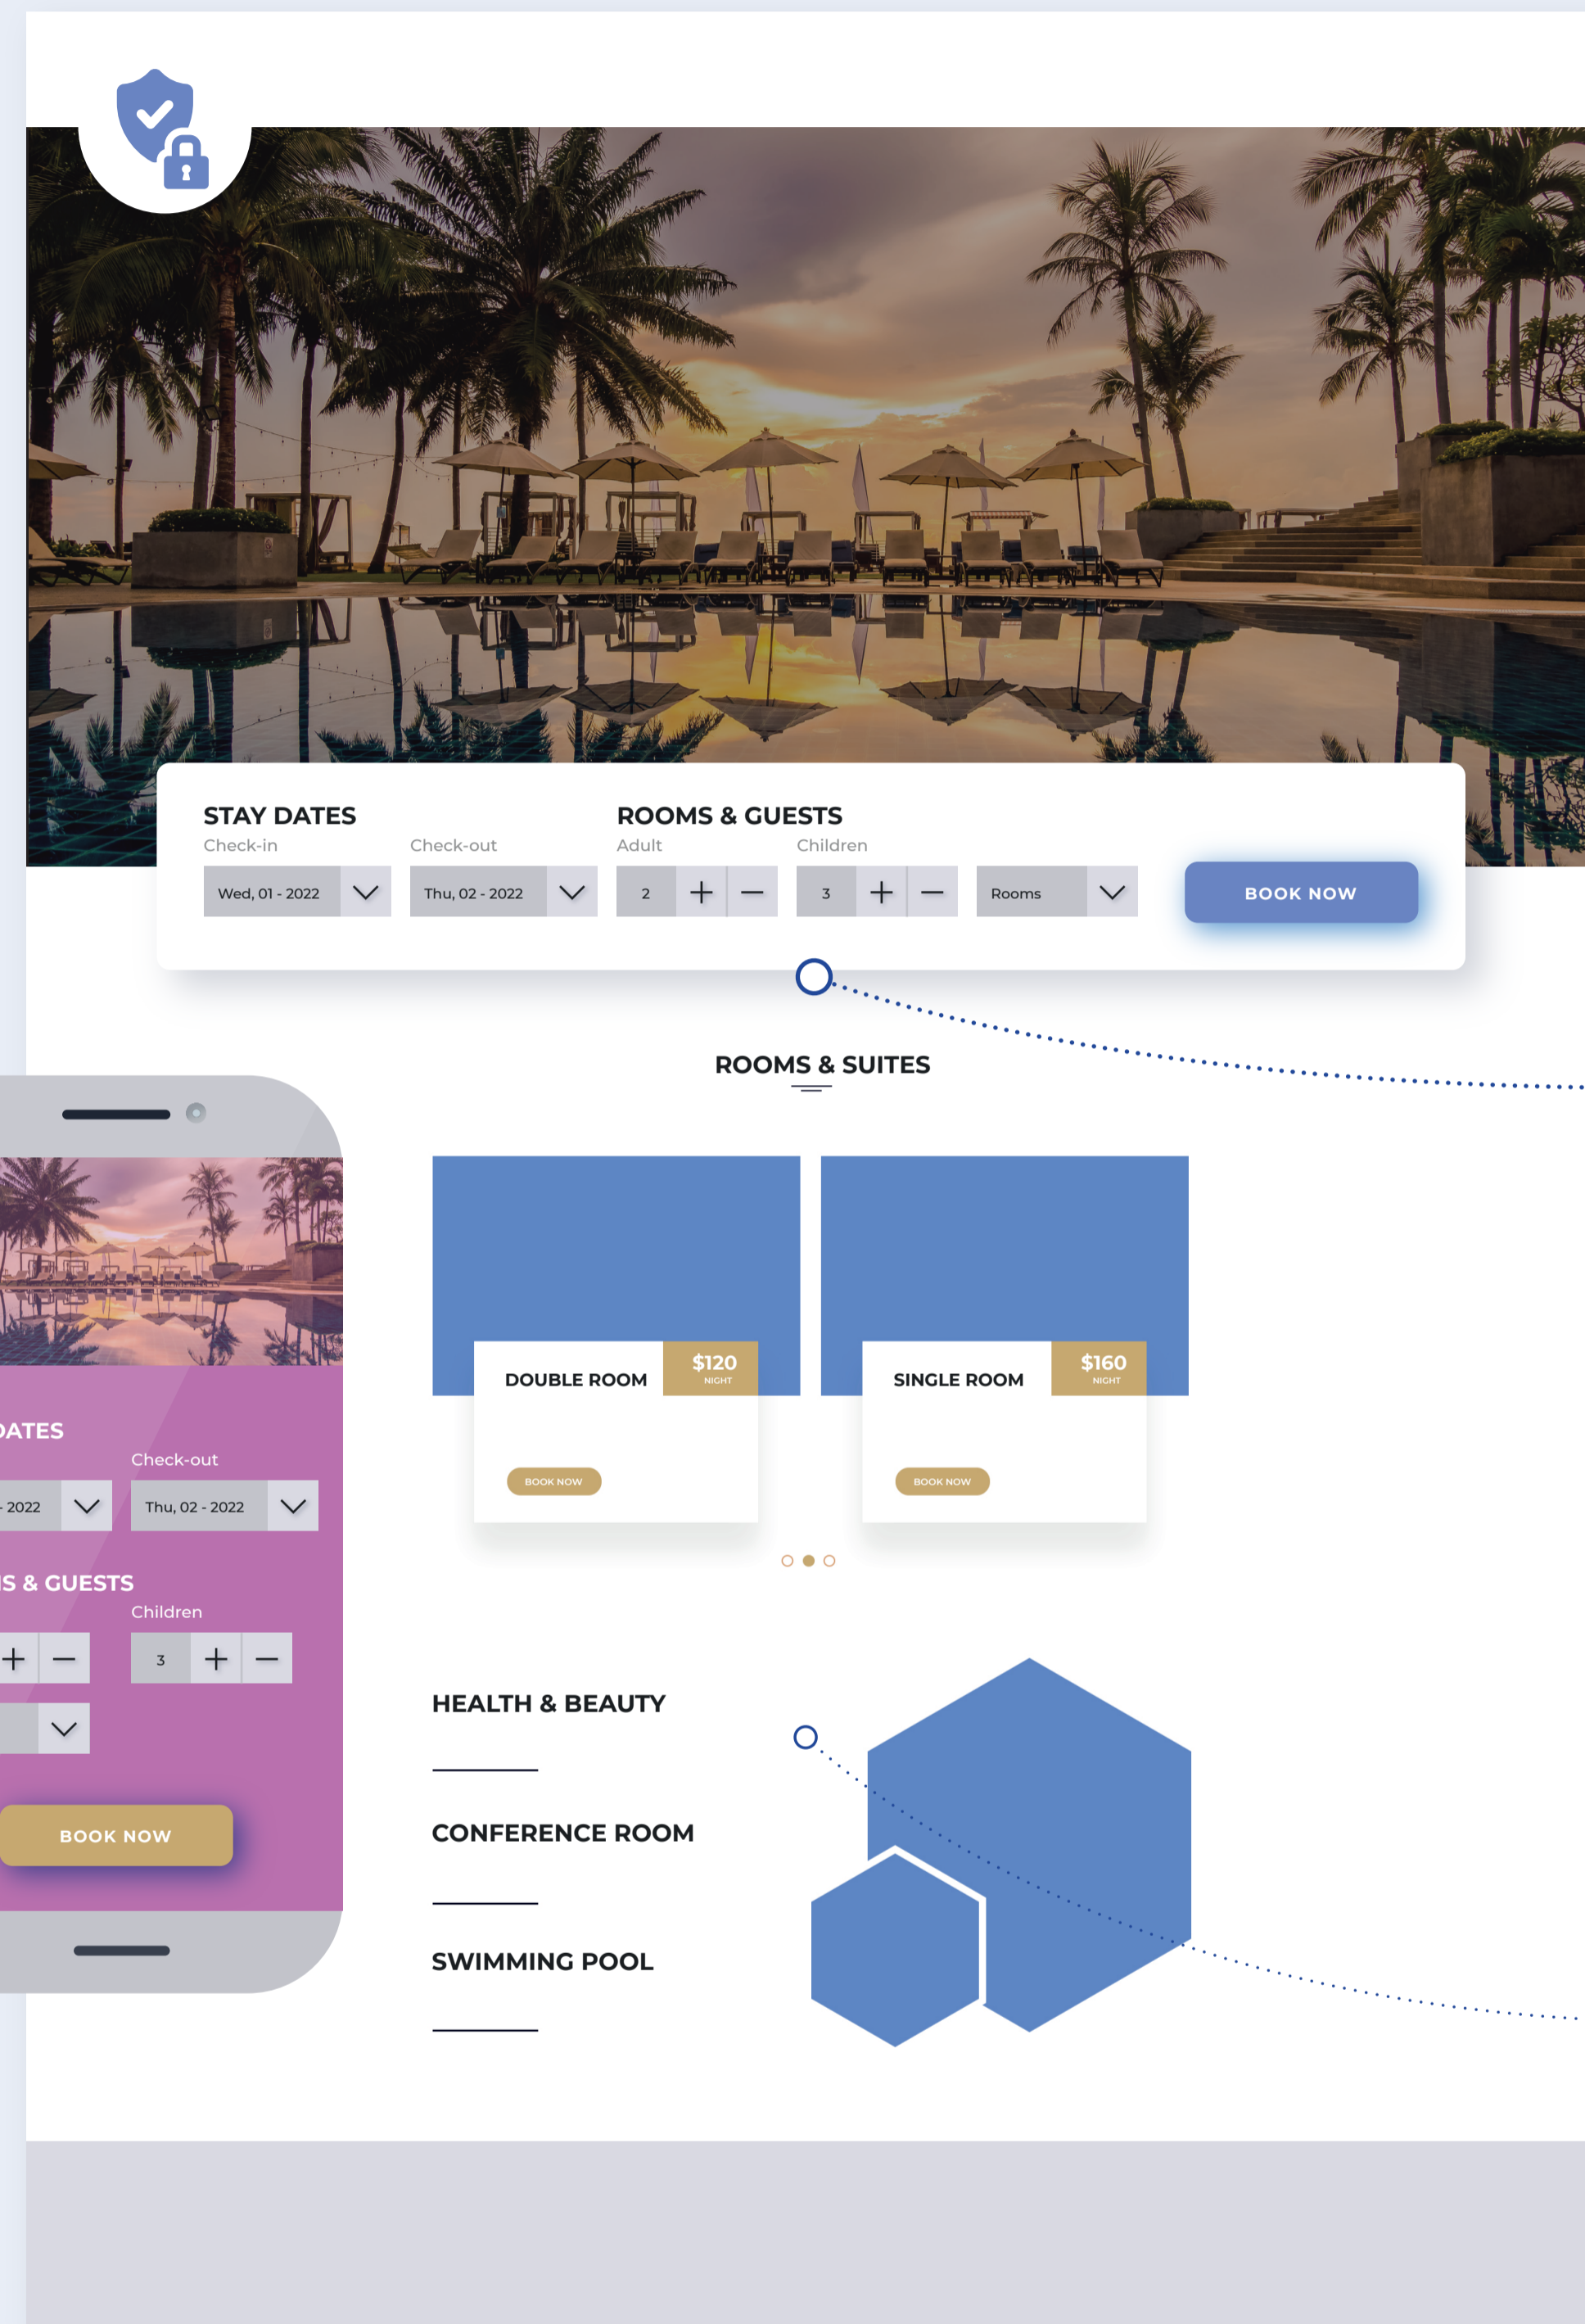 STAY DATES
ROOMS & GUESTS
Check-in
Check-out
Adult
Children
Wed, 01 - 2022
Thu, 02 - 2022
2
3
Rooms
BOOK NOW
ROOMS & SUITES
DOUBLE ROOM
$120
NIGHT
BOOK NOW
SINGLE ROOM
$160
NIGHT
BOOK NOW
DATES
Check-out
- 2022
Thu, 02 - 2022
S & GUESTS
Children
3
BOOK NOW
HEALTH & BEAUTY
CONFERENCE ROOM
SWIMMING POOL